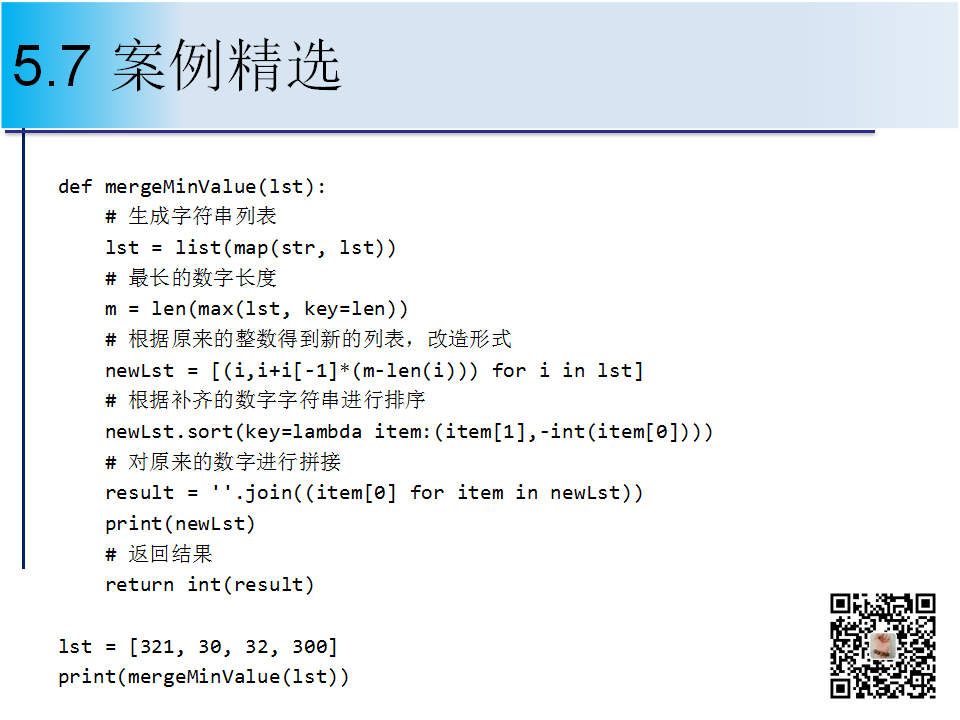 5.7 案例精选
def mergeMinValue(lst):
    # 生成字符串列表
    lst = list(map(str, lst))
    # 最长的数字长度
    m = len(max(lst, key=len))
    # 根据原来的整数得到新的列表，改造形式
    newLst = [(i,i+i[-1]*(m-len(i))) for i in lst]
    # 根据补齐的数字字符串进行排序
    newLst.sort(key=lambda item:(item[1],-int(item[0])))
    # 对原来的数字进行拼接
    result = ''.join((item[0] for item in newLst))
    print(newLst)
    # 返回结果
    return int(result)
lst = [321, 30, 32, 300]
print(mergeMinValue(lst))